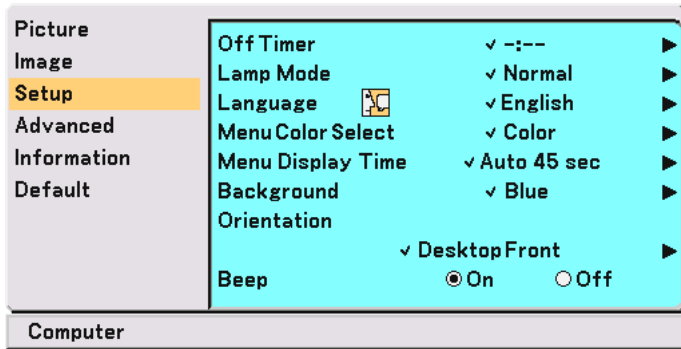 Picture
Image
Setup
Advanced
Information
Default
Off Timer ✓ -:-- ▶
Lamp Mode ✓ Normal ▶
Language ✓ English ▶
Menu Color Select ✓ Color ▶
Menu Display Time ✓ Auto 45 sec ▶
Background ✓ Blue ▶
Orientation
✓ Desktop Front ▶
Beep ◉ On ○ Off
Computer